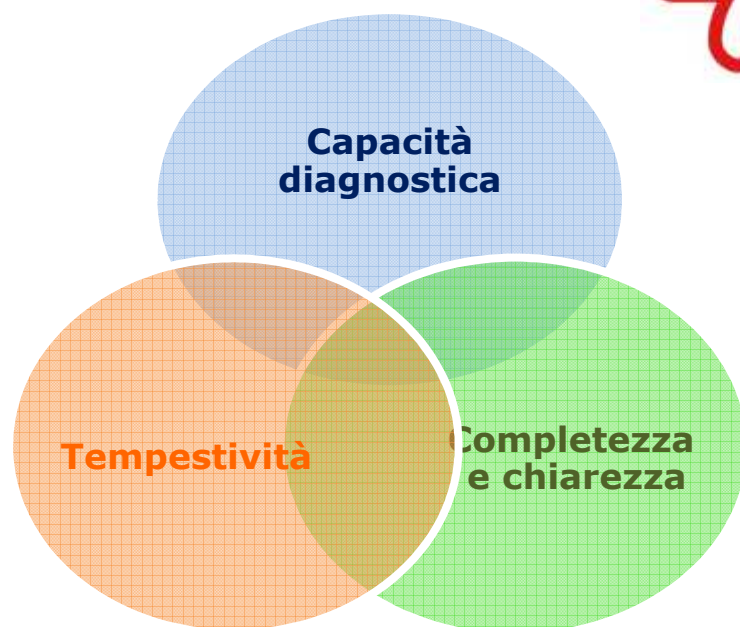 Capacità
diagnostica
Tempestività
Completezza
e chiarezza